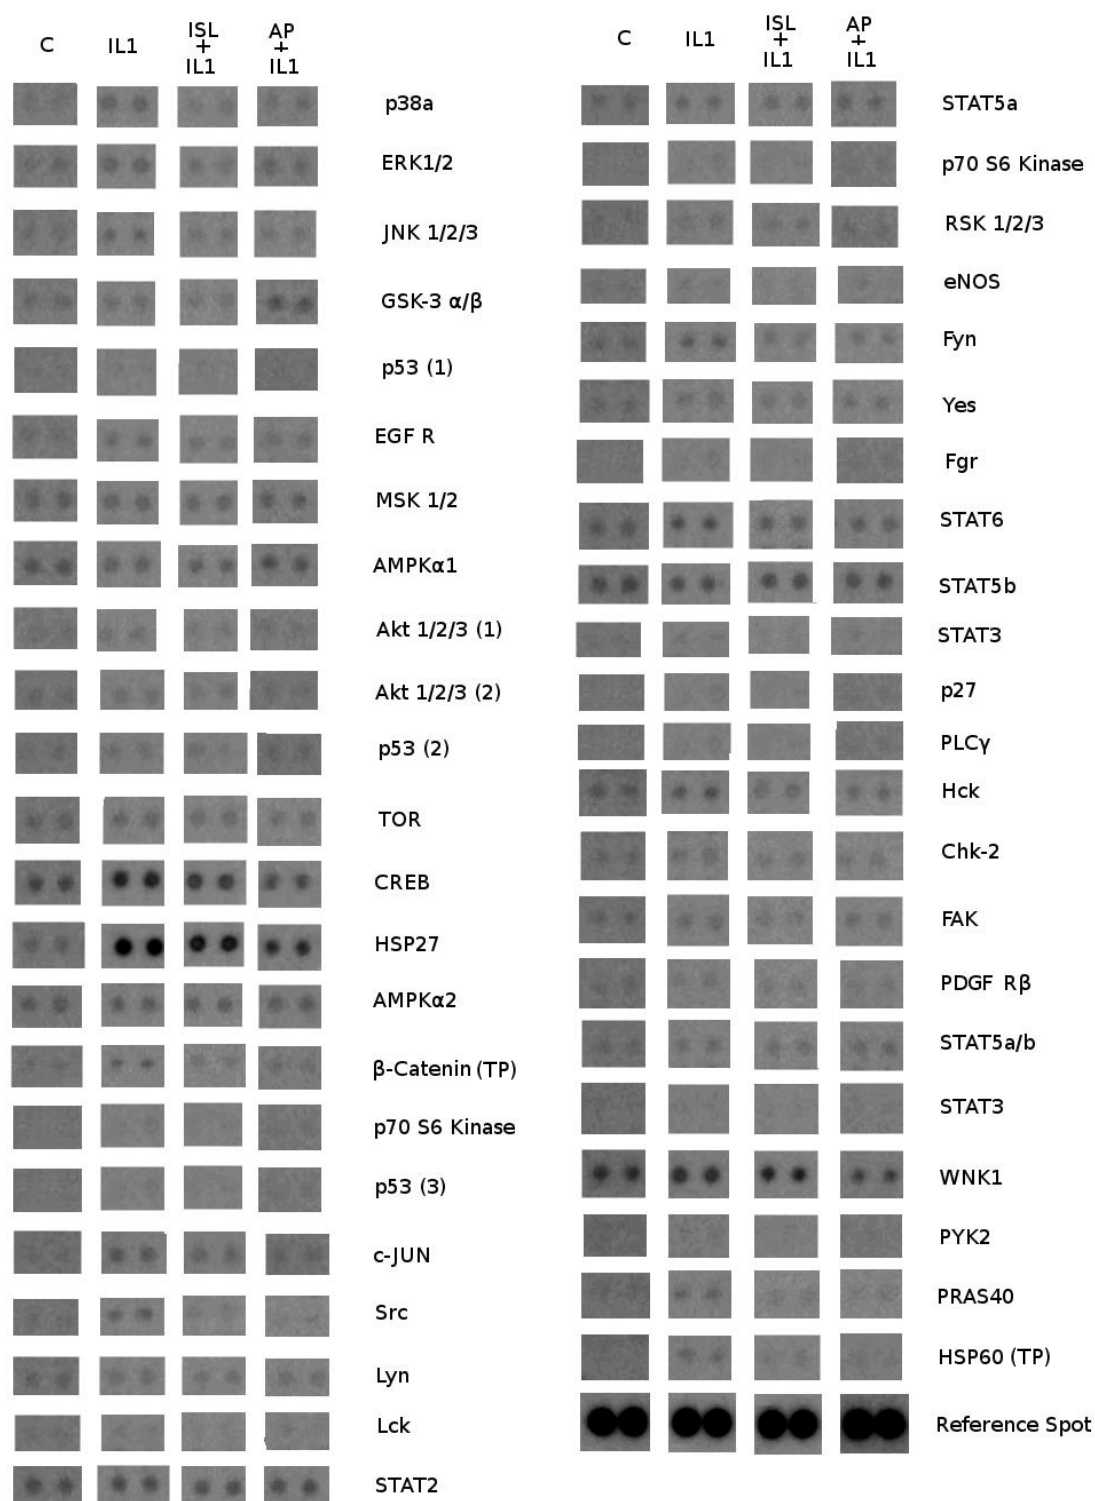 C
IL1
ISL
+
IL1
AP
+
IL1
p38a
ERK1/2
JNK 1/2/3
GSK-3 α/β
p53 (1)
EGF R
MSK 1/2
AMPKα1
Akt 1/2/3 (1)
Akt 1/2/3 (2)
p53 (2)
TOR
CREB
HSP27
AMPKα2
β-Catenin (TP)
p70 S6 Kinase
p53 (3)
c-JUN
Src
Lyn
Lck
STAT2
C
IL1
ISL
+
IL1
AP
+
IL1
STAT5a
p70 S6 Kinase
RSK 1/2/3
eNOS
Fyn
Yes
Fgr
STAT6
STAT5b
STAT3
p27
PLCγ
Hck
Chk-2
FAK
PDGF Rβ
STAT5a/b
STAT3
WNK1
PYK2
PRAS40
HSP60 (TP)
Reference Spot